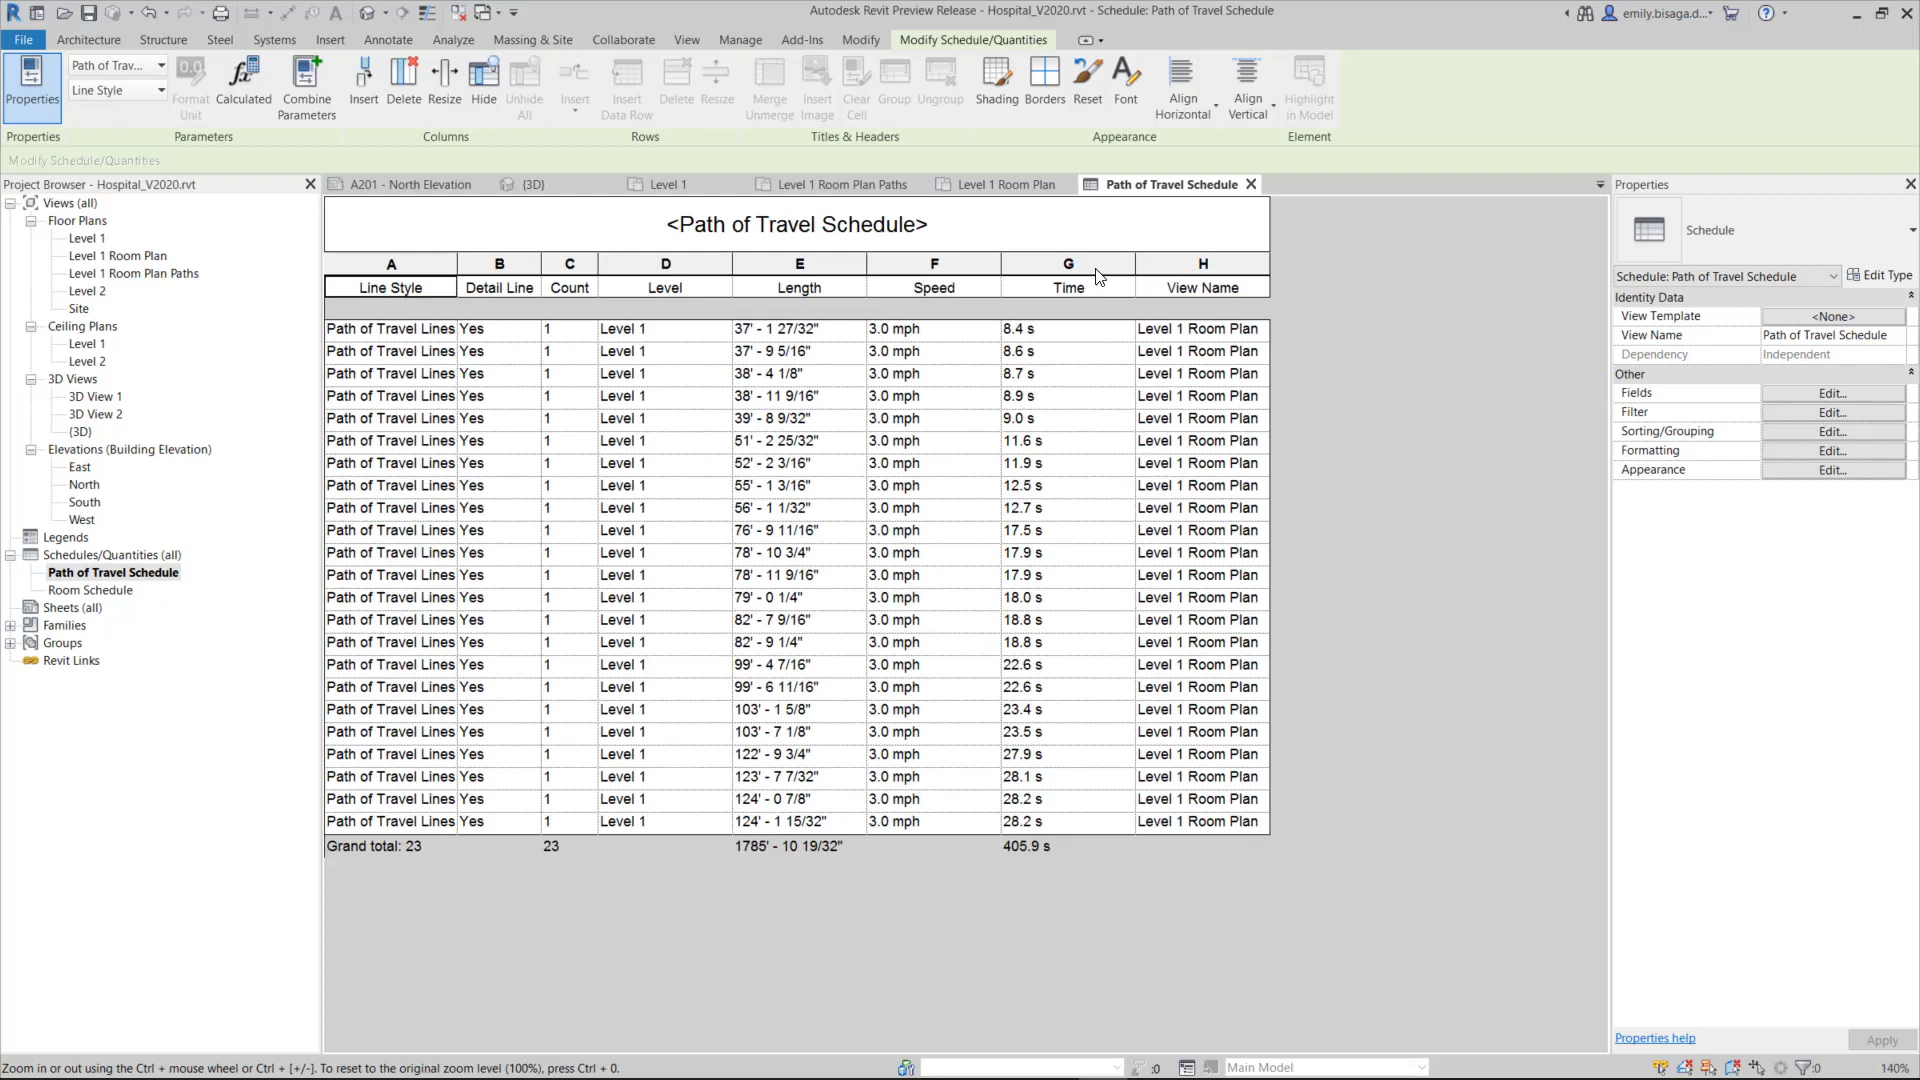 Autodesk Revit Preview Release - Hospital_V2020.rvt - Schedule: Path of Travel Schedule
emily.bisaga.d...
File Architecture Structure Steel Systems Insert Annotate Analyze Massing & Site Collaborate View Manage Add-Ins Modify Modify Schedule/Quantities
Path of Trav...
Line Style
Properties
Format Unit
Calculated
Combine Parameters
Insert
Delete
Resize
Hide
Unhide All
Insert
Insert Data Row
Delete
Resize
Merge Unmerge
Insert Image
Clear Cell
Group
Ungroup
Shading
Borders
Reset
Font
Align Horizontal
Align Vertical
Highlight in Model
Properties Parameters Columns Rows Titles & Headers Appearance Element
Modify Schedule/Quantities
Project Browser - Hospital_V2020.rvt
Views (all)
Floor Plans
Level 1
Level 1 Room Plan
Level 1 Room Plan Paths
Level 2
Site
Ceiling Plans
Level 1
Level 2
3D Views
3D View 1
3D View 2
{3D}
Elevations (Building Elevation)
East
North
South
West
Legends
Schedules/Quantities (all)
Path of Travel Schedule
Room Schedule
Sheets (all)
Families
Groups
Revit Links
A201 - North Elevation {3D} Level 1 Level 1 Room Plan Paths Level 1 Room Plan Path of Travel Schedule
<Path of Travel Schedule>
A B C D E F G H
Line Style Detail Line Count Level Length Speed Time View Name
Path of Travel Lines Yes 1 Level 1 37' - 1 27/32" 3.0 mph 8.4 s Level 1 Room Plan
Path of Travel Lines Yes 1 Level 1 37' - 9 5/16" 3.0 mph 8.6 s Level 1 Room Plan
Path of Travel Lines Yes 1 Level 1 38' - 4 1/8" 3.0 mph 8.7 s Level 1 Room Plan
Path of Travel Lines Yes 1 Level 1 38' - 11 9/16" 3.0 mph 8.9 s Level 1 Room Plan
Path of Travel Lines Yes 1 Level 1 39' - 8 9/32" 3.0 mph 9.0 s Level 1 Room Plan
Path of Travel Lines Yes 1 Level 1 51' - 2 25/32" 3.0 mph 11.6 s Level 1 Room Plan
Path of Travel Lines Yes 1 Level 1 52' - 2 3/16" 3.0 mph 11.9 s Level 1 Room Plan
Path of Travel Lines Yes 1 Level 1 55' - 1 3/16" 3.0 mph 12.5 s Level 1 Room Plan
Path of Travel Lines Yes 1 Level 1 56' - 1 1/32" 3.0 mph 12.7 s Level 1 Room Plan
Path of Travel Lines Yes 1 Level 1 76' - 9 11/16" 3.0 mph 17.5 s Level 1 Room Plan
Path of Travel Lines Yes 1 Level 1 78' - 10 3/4" 3.0 mph 17.9 s Level 1 Room Plan
Path of Travel Lines Yes 1 Level 1 78' - 11 9/16" 3.0 mph 17.9 s Level 1 Room Plan
Path of Travel Lines Yes 1 Level 1 79' - 0 1/4" 3.0 mph 18.0 s Level 1 Room Plan
Path of Travel Lines Yes 1 Level 1 82' - 7 9/16" 3.0 mph 18.8 s Level 1 Room Plan
Path of Travel Lines Yes 1 Level 1 82' - 9 1/4" 3.0 mph 18.8 s Level 1 Room Plan
Path of Travel Lines Yes 1 Level 1 99' - 4 7/16" 3.0 mph 22.6 s Level 1 Room Plan
Path of Travel Lines Yes 1 Level 1 99' - 6 11/16" 3.0 mph 22.6 s Level 1 Room Plan
Path of Travel Lines Yes 1 Level 1 103' - 1 5/8" 3.0 mph 23.4 s Level 1 Room Plan
Path of Travel Lines Yes 1 Level 1 103' - 7 1/8" 3.0 mph 23.5 s Level 1 Room Plan
Path of Travel Lines Yes 1 Level 1 122' - 9 3/4" 3.0 mph 27.9 s Level 1 Room Plan
Path of Travel Lines Yes 1 Level 1 123' - 7 7/32" 3.0 mph 28.1 s Level 1 Room Plan
Path of Travel Lines Yes 1 Level 1 124' - 0 7/8" 3.0 mph 28.2 s Level 1 Room Plan
Path of Travel Lines Yes 1 Level 1 124' - 1 15/32" 3.0 mph 28.2 s Level 1 Room Plan
Grand total: 23 23 1785' - 10 19/32" 405.9 s
Properties
Schedule
Schedule: Path of Travel Schedule Edit Type
Identity Data
View Template <None>
View Name Path of Travel Schedule
Dependency Independent
Other
Fields Edit...
Filter Edit...
Sorting/Grouping Edit...
Formatting Edit...
Appearance Edit...
Properties help Apply
Zoom in or out using the Ctrl + mouse wheel or Ctrl + [+/-]. To reset to the original zoom level (100%), press Ctrl + 0.
:0 Main Model :0 140%